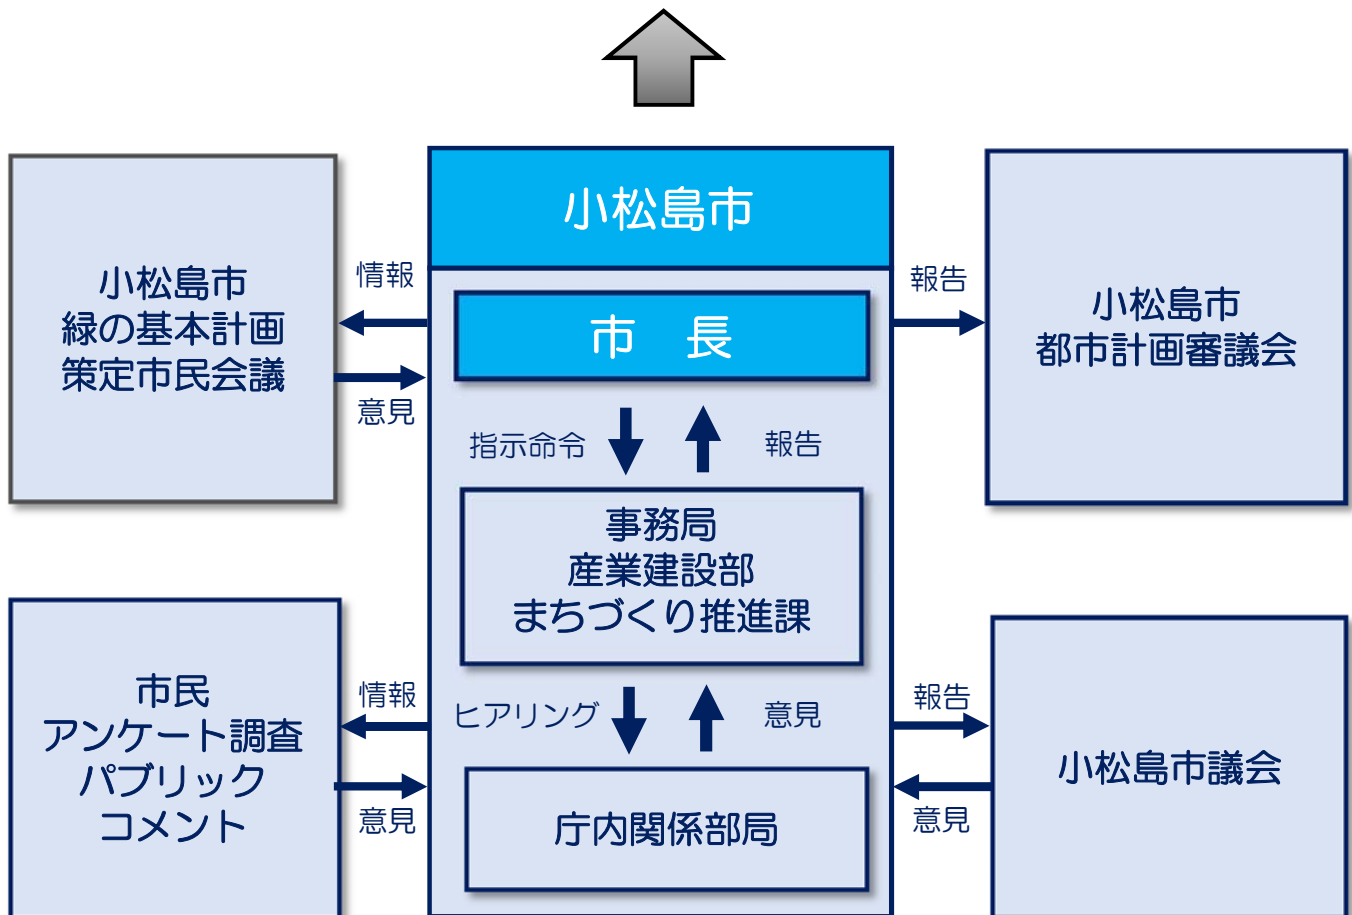 小松島市
市　長
指示命令
報告
事務局
産業建設部
まちづくり推進課
ヒアリング
意見
庁内関係部局
小松島市
緑の基本計画
策定市民会議
情報
意見
市民
アンケート調査
パブリック
コメント
情報
意見
報告
小松島市
都市計画審議会
報告
意見
小松島市議会